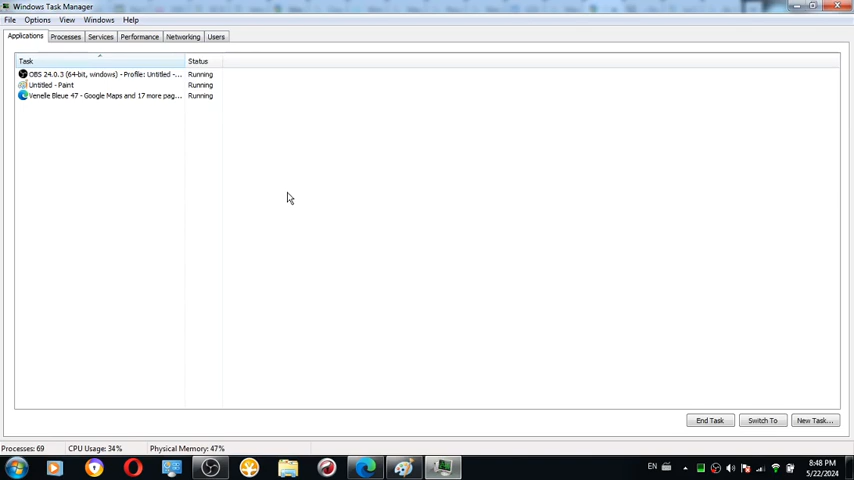 Windows Task Manager
File Options View Windows Help
Applications Processes Services Performance Networking Users
Task Status
OBS 24.0.3 (64-bit, windows) - Profile: Untitled -... Running
Untitled - Paint Running
Venelle Bleue 47 - Google Maps and 17 more pag... Running
End Task Switch To New Task...
Processes: 69 CPU Usage: 34% Physical Memory: 47%
EN 8:48 PM
5/22/2024